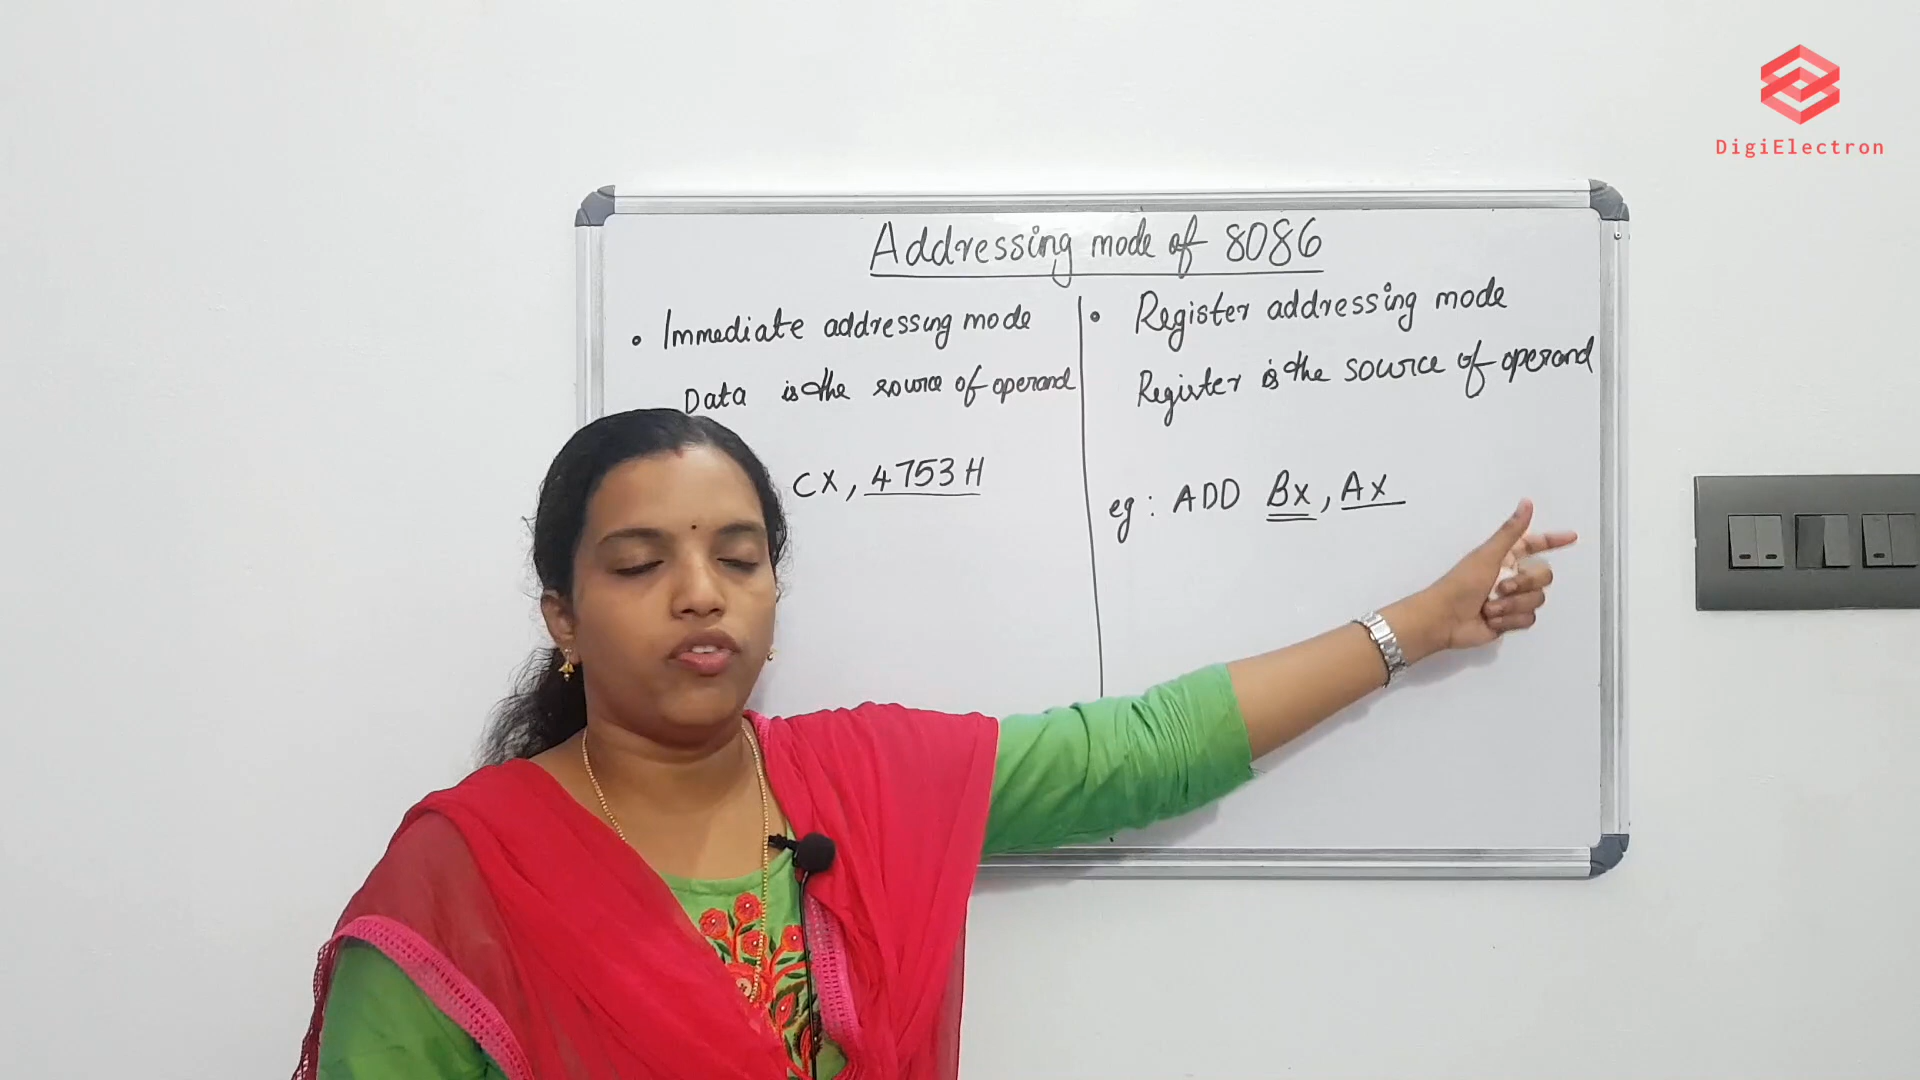 DigiElectron
Addressing mode of 8086
• Immediate addressing mode
Data is the source of operand
CX, 4753 H
• Register addressing mode
Register is the source of operand
eg: ADD BX, AX